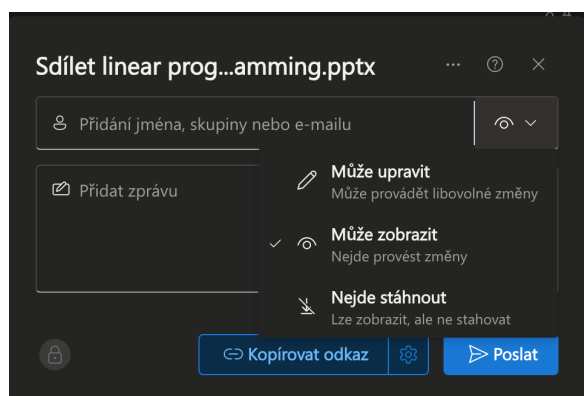 Sdílet linear prog...amming.pptx
Přidání jména, skupiny nebo e-mailu
Přidat zprávu
Může upravit
Může provádět libovolné změny
Může zobrazit
Nejde provést změny
Nejde stáhnout
Lze zobrazit, ale ne stahovat
Kopírovat odkaz
Poslat